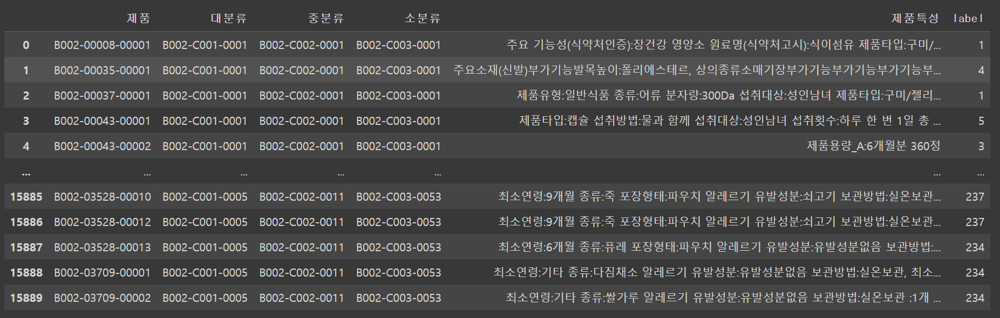 제품 대분류 중분류 소분류 제품특성 label
0 B002-00008-00001 B002-C001-0001 B002-C002-0001 B002-C003-0001 주요 기능성(식약처인증):장건강 영양소 원료명(식약처고시):식이섬유 제품타입:구미/...  1
1 B002-00035-00001 B002-C001-0001 B002-C002-0001 B002-C003-0001 주요소재(신발)부가기능발목높이:폴리에스테르, 상의종류소매기장부가기능부가기능부가기능부... 4
2 B002-00037-00001 B002-C001-0001 B002-C002-0001 B002-C003-0001 제품유형:일반식품 종류:어류 분자량:300Da 섭취대상:성인남녀 제품타입:구미/젤리... 1
3 B002-00043-00001 B002-C001-0001 B002-C002-0001 B002-C003-0001 제품타입:캡슐 섭취방법:물과 함께 섭취대상:성인남녀 섭취횟수:하루 한 번 1일 총 ... 5
4 B002-00043-00002 B002-C001-0001 B002-C002-0001 B002-C003-0001 제품용량_A:6개월분 360정 3
... ... ... ... ... ... ...
15885 B002-03528-00010 B002-C001-0005 B002-C002-0011 B002-C003-0053 최소연령:9개월 종류:죽 포장형태:파우치 알레르기 유발성분:쇠고기 보관방법:실온보관... 237
15886 B002-03528-00012 B002-C001-0005 B002-C002-0011 B002-C003-0053 최소연령:9개월 종류:죽 포장형태:파우치 알레르기 유발성분:쇠고기 보관방법:실온보관... 237
15887 B002-03528-00013 B002-C001-0005 B002-C002-0011 B002-C003-0053 최소연령:6개월 종류:퓨레 포장형태:파우치 알레르기 유발성분:유발성분없음 보관방법:... 234
15888 B002-03709-00001 B002-C001-0005 B002-C002-0011 B002-C003-0053 최소연령:기타 종류:다짐채소 알레르기 유발성분:유발성분없음 보관방법:실온보관, 최소... 234
15889 B002-03709-00002 B002-C001-0005 B002-C002-0011 B002-C003-0053 최소연령:기타 종류:쌀가루 알레르기 유발성분:유발성분없음 보관방법:실온보관 :1개 ... 234